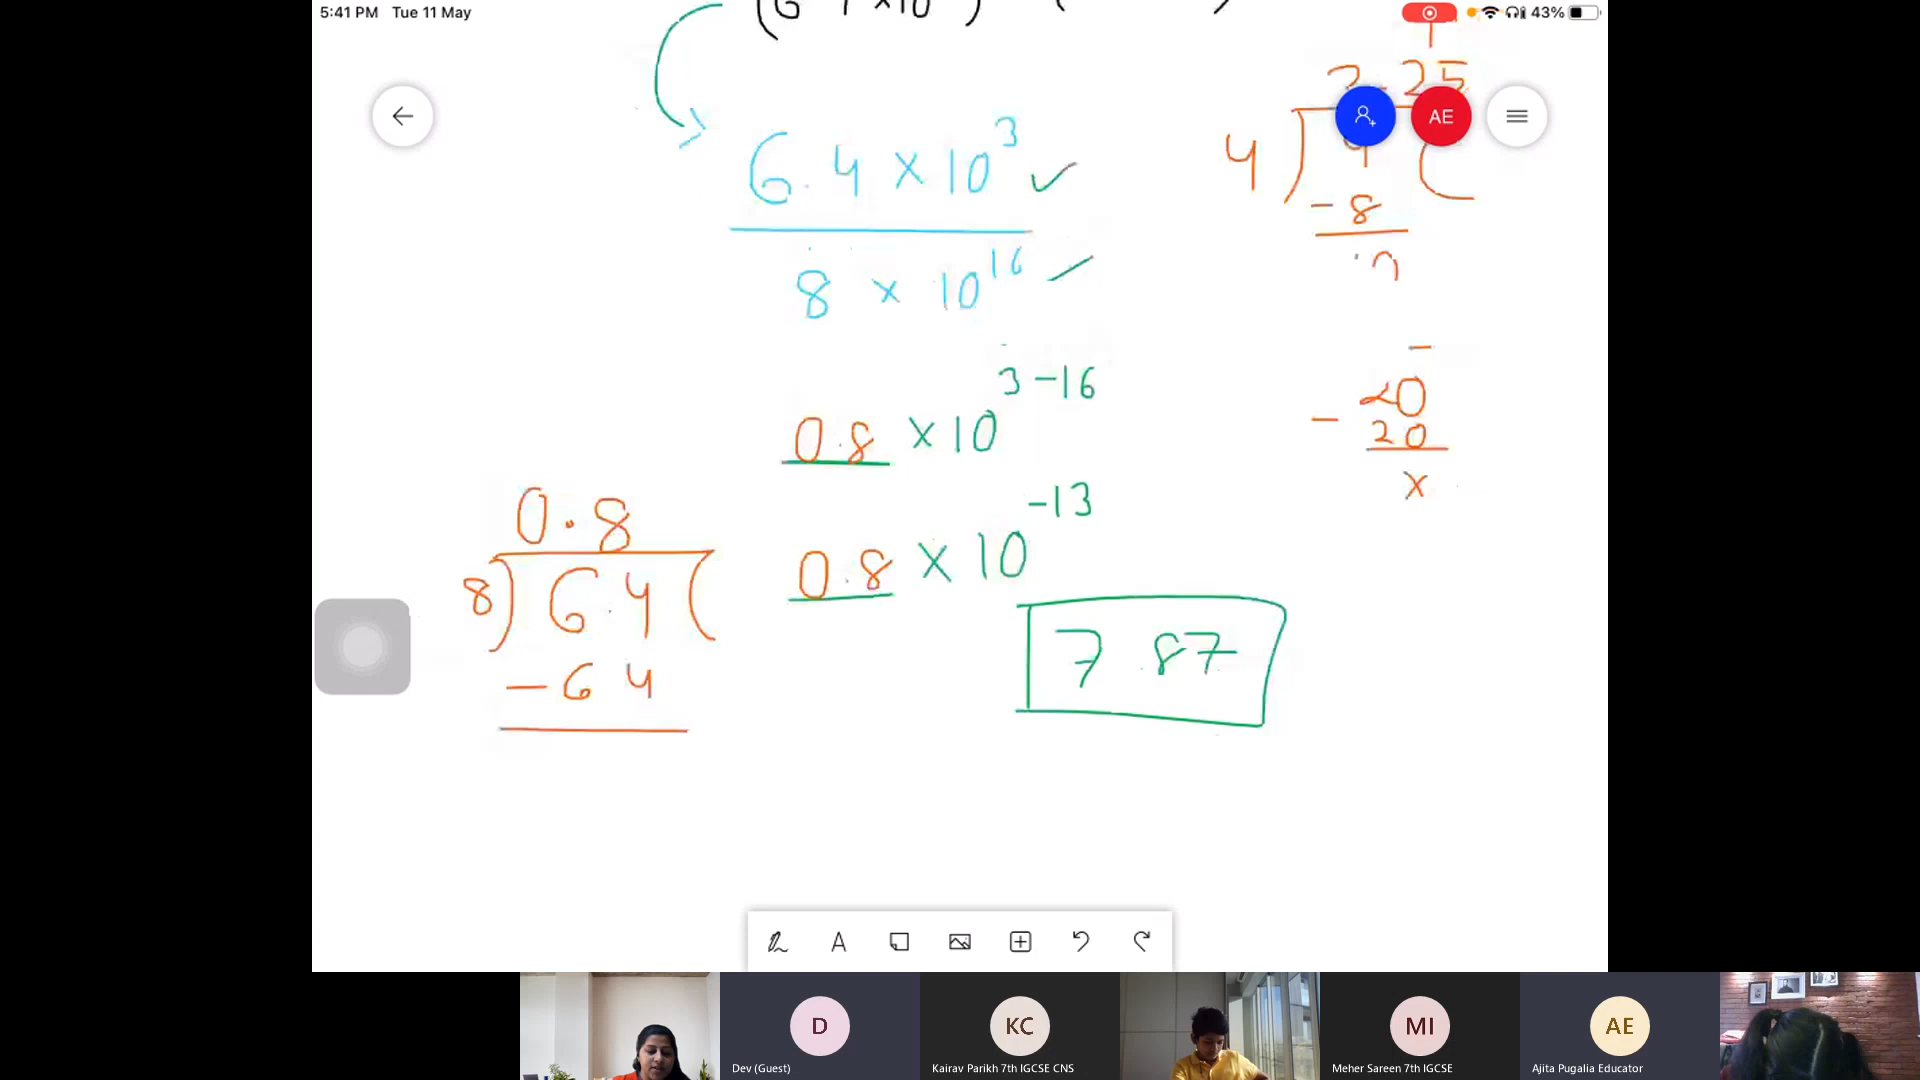 5:41 PM Tue 11 May
43%
6.4 × 10^3 ✓
8 × 10^16
0.8 × 10^3-16
0.8 × 10^-13
0.8
8) 6.4 (
- 6 4
7 .87
25
4)
- 8
20
- 20
x
AE
A
D
Dev (Guest)
KC
Kairav Parikh 7th IGCSE CNS
MI
Meher Sareen 7th IGCSE
AE
Ajita Pugalia Educator